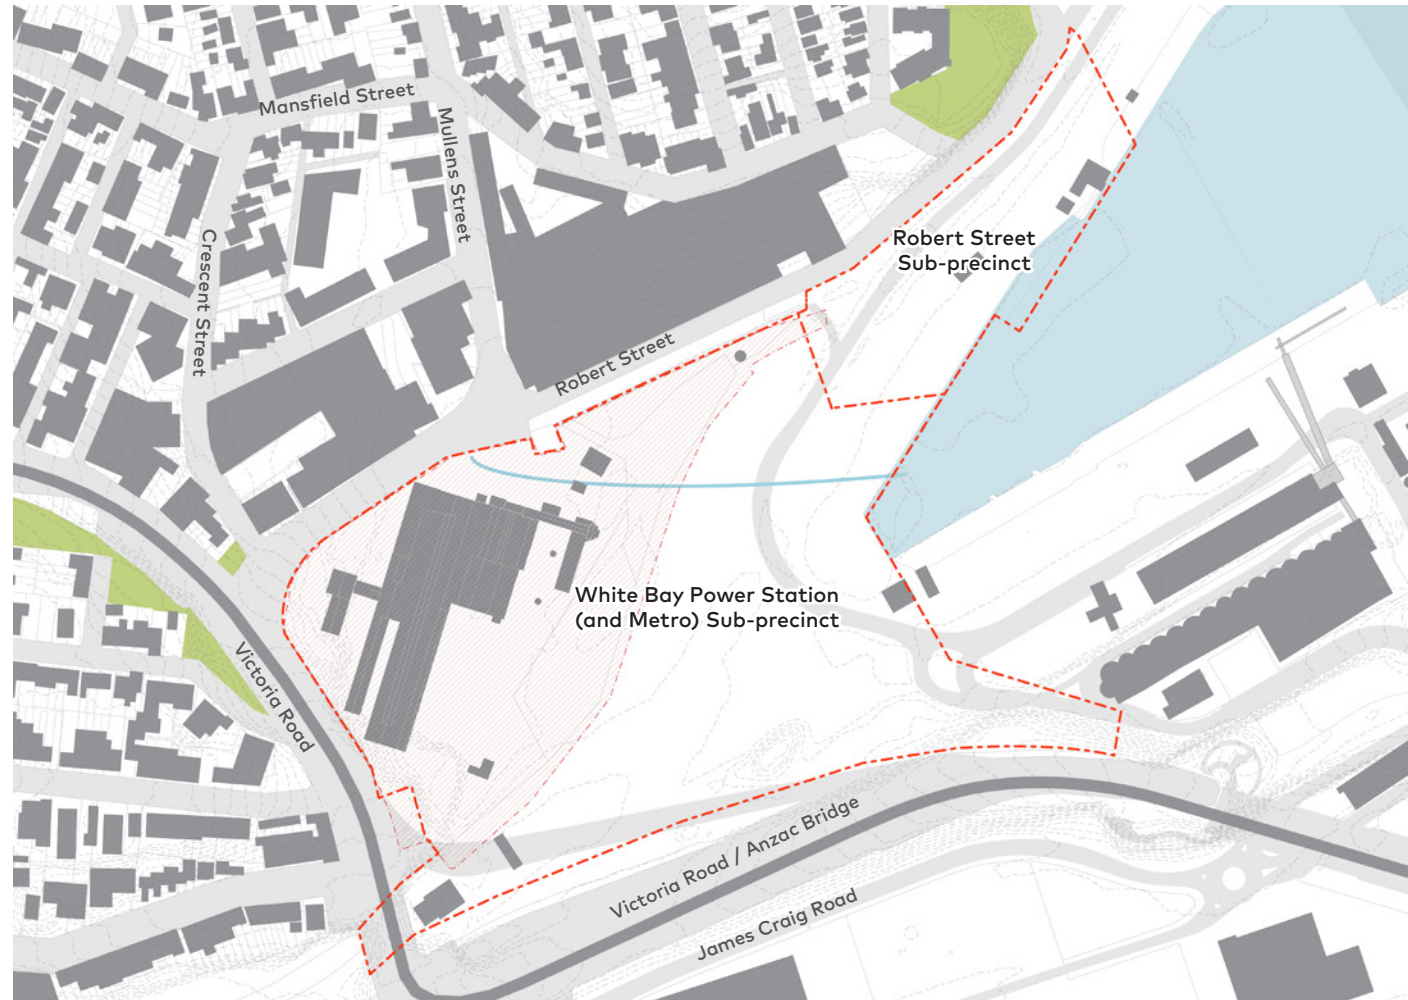 Mansfield Street
Mullens Street
Crescent Street
Robert Street
Sub-precinct
Robert Street
White Bay Power Station
(and Metro) Sub-precinct
Victoria Road
Victoria Road / Anzac Bridge
James Craig Road